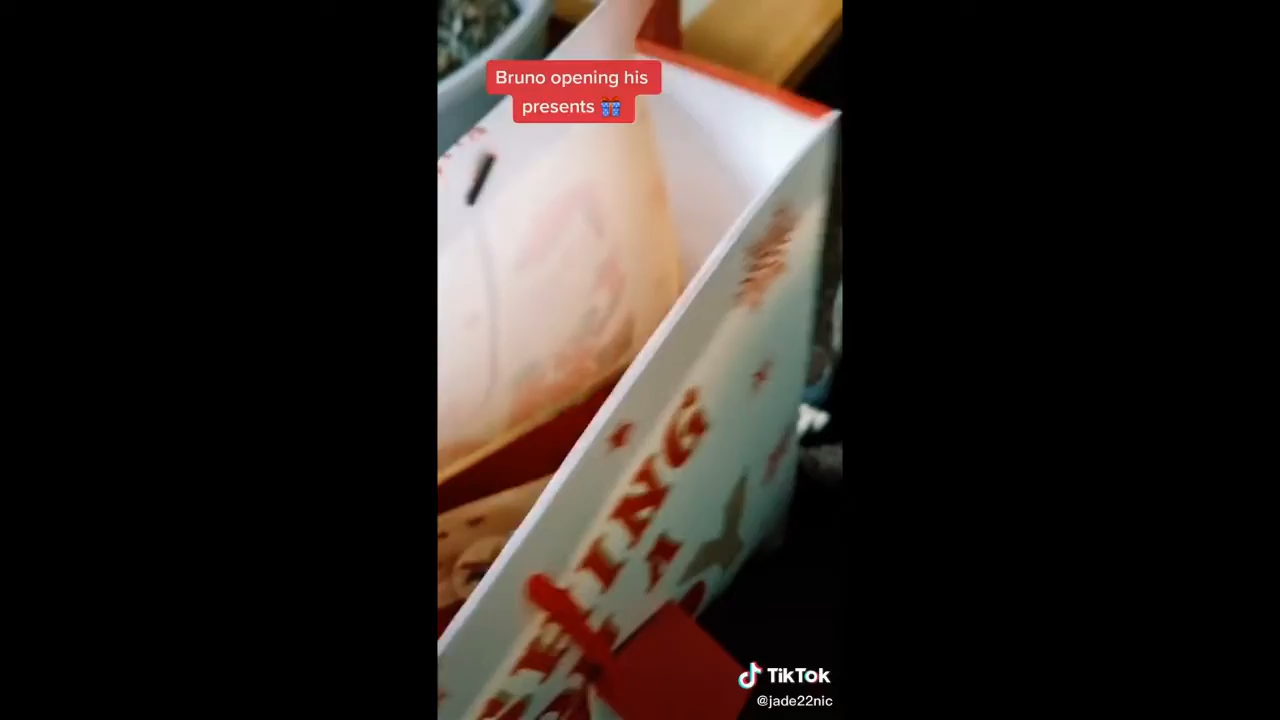 Bruno opening his
presents 🎁
A
TikTok
@jade22nic